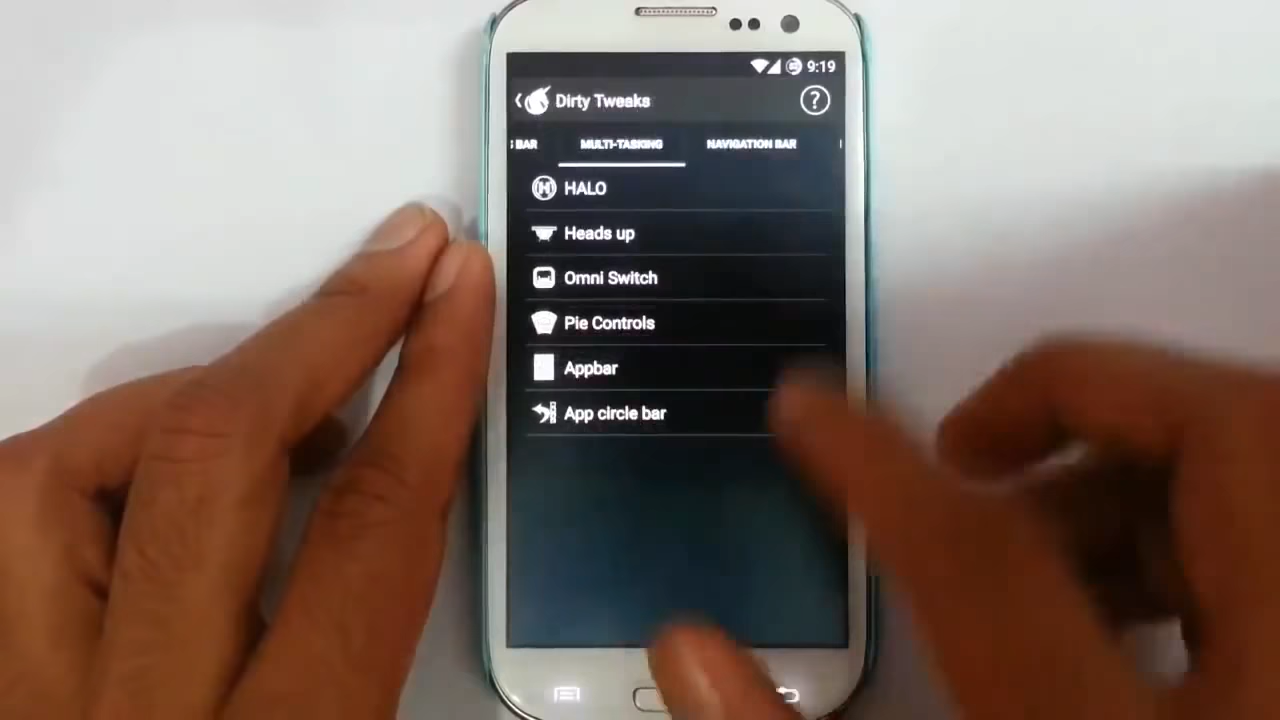 9:19
Dirty Tweaks ?
S BAR MULTI-TASKING NAVIGATION BAR
HALO
Heads up
Omni Switch
Pie Controls
Appbar
App circle bar